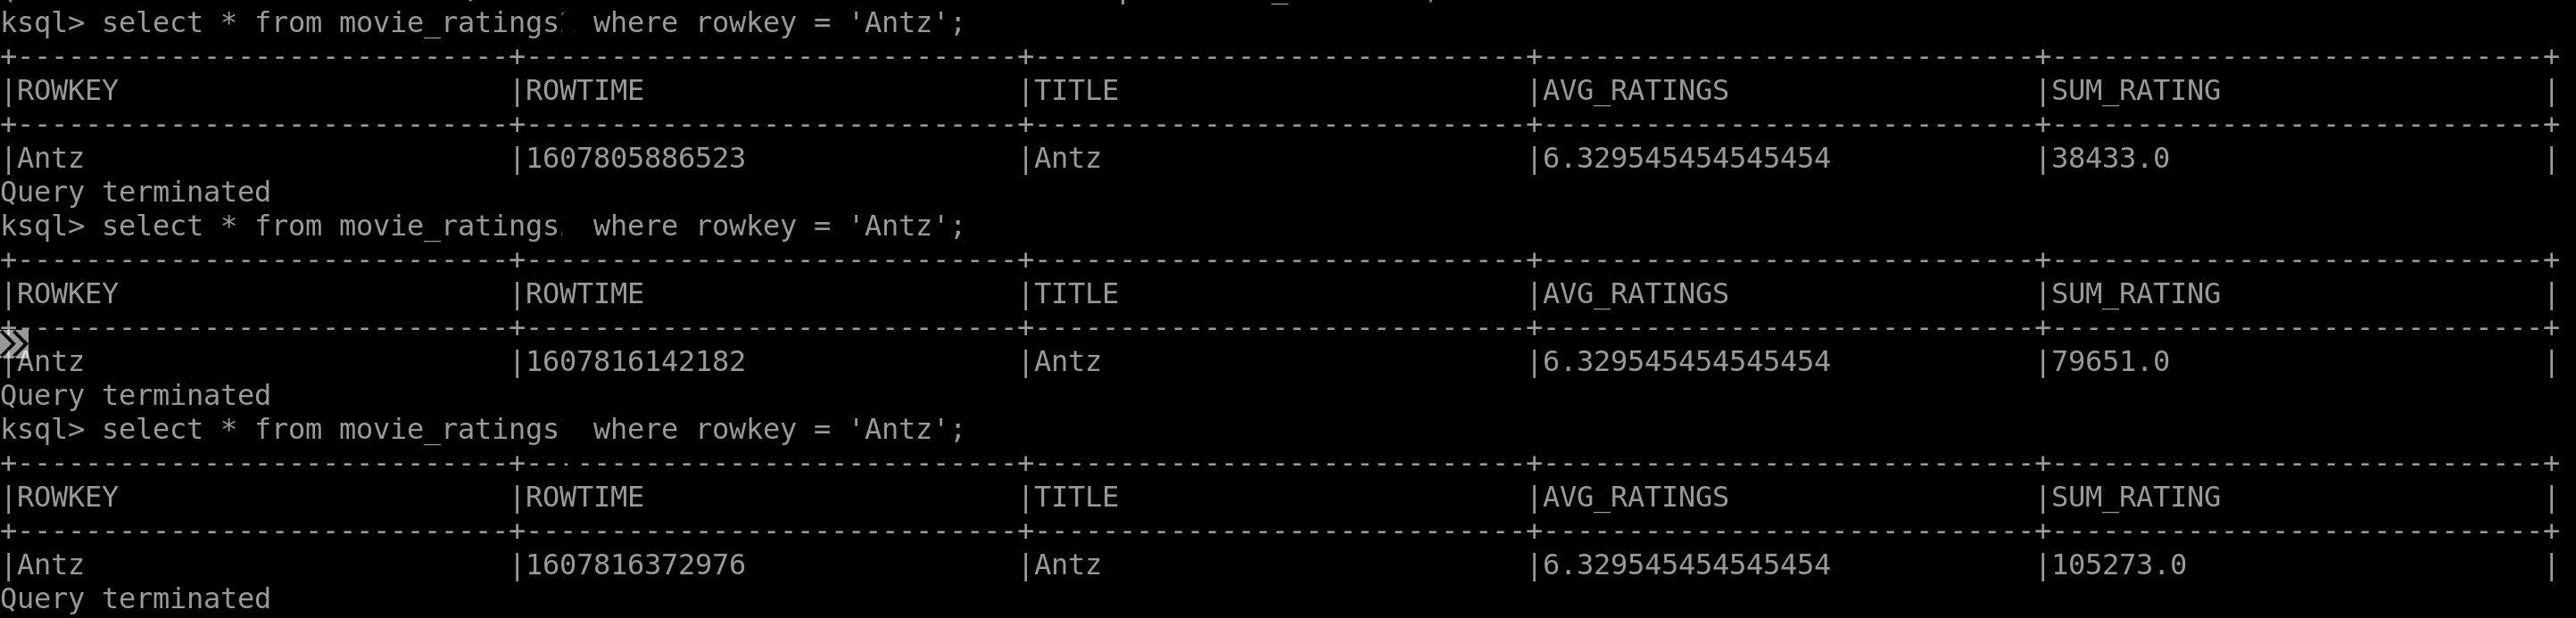 ksql> select * from movie_ratings where rowkey = 'Antz';
+-----------------------------+-----------------------------+-----------------------------+-----------------------------+-----------------------------+
|ROWKEY                       |ROWTIME                      |TITLE                        |AVG_RATINGS                  |SUM_RATING                   |
+-----------------------------+-----------------------------+-----------------------------+-----------------------------+-----------------------------+
|Antz                         |1607805886523                |Antz                         |6.329545454545454            |38433.0                      |
Query terminated
ksql> select * from movie_ratings where rowkey = 'Antz';
+-----------------------------+-----------------------------+-----------------------------+-----------------------------+-----------------------------+
|ROWKEY                       |ROWTIME                      |TITLE                        |AVG_RATINGS                  |SUM_RATING                   |
+-----------------------------+-----------------------------+-----------------------------+-----------------------------+-----------------------------+
|Antz                         |1607816142182                |Antz                         |6.329545454545454            |79651.0                      |
Query terminated
ksql> select * from movie_ratings where rowkey = 'Antz';
+-----------------------------+-----------------------------+-----------------------------+-----------------------------+-----------------------------+
|ROWKEY                       |ROWTIME                      |TITLE                        |AVG_RATINGS                  |SUM_RATING                   |
+-----------------------------+-----------------------------+-----------------------------+-----------------------------+-----------------------------+
|Antz                         |1607816372976                |Antz                         |6.329545454545454            |105273.0                     |
Query terminated